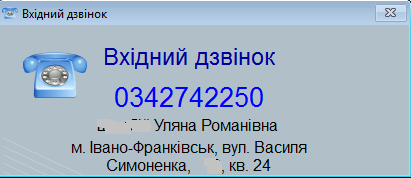 Вхідний дзвінок
Вхідний дзвінок
0342742250
Уляна Романівна
м. Івано-Франківськ, вул. Василя
Симоненка, , кв. 24